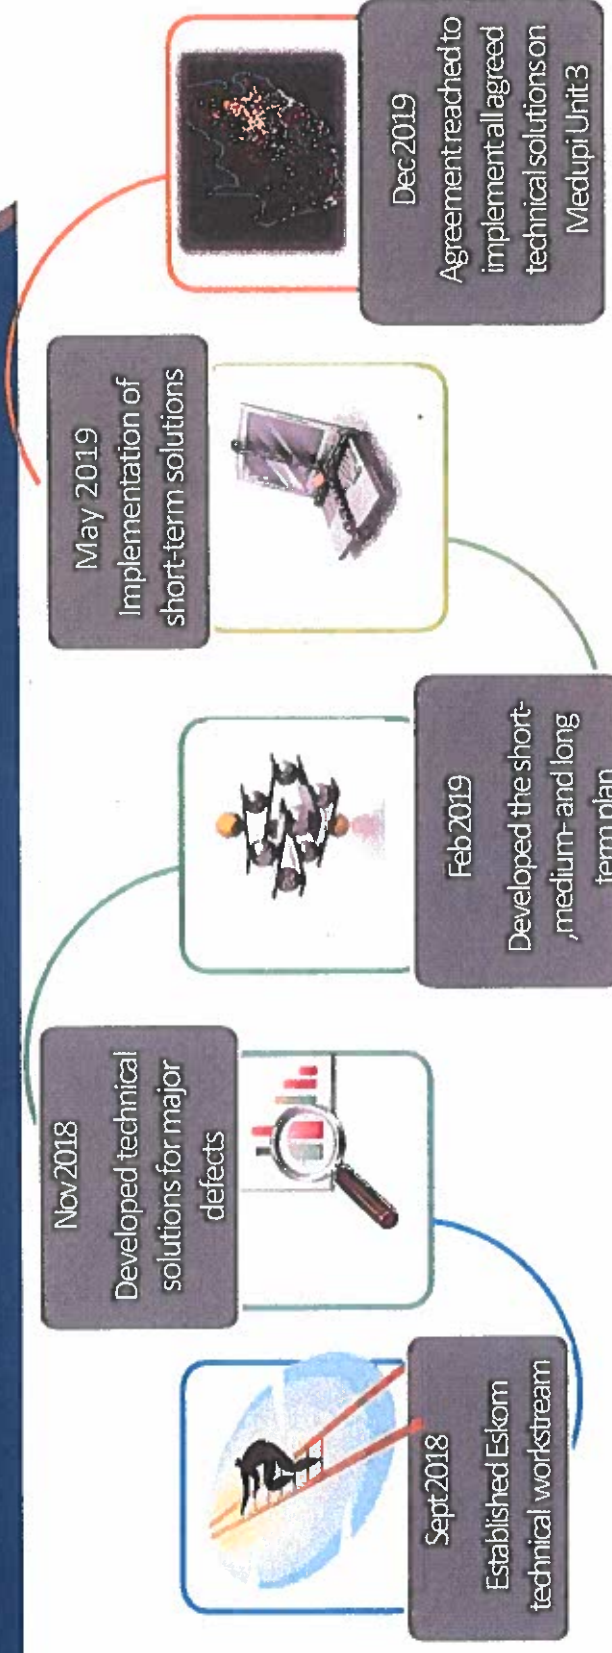 Sept 2018
Established Eskom
technical workstream
Nov 2018
Developed technical
solutions for major
defects
Feb 2019
Developed the short-
,medium- and long
term plan
May 2019
Implementation of
short-term solutions
Dec 2019
Agreement reached to
implement all agreed
technical solutions on
Medupi Unit 3